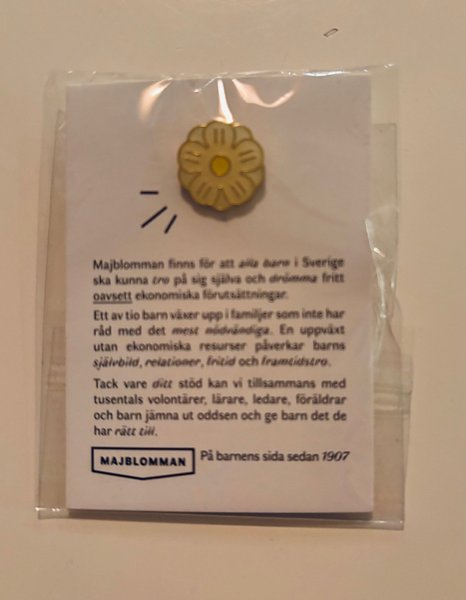 Majblomman finns för att alla barn i Sverige
ska kunna tro på sig själva och drömma fritt
oavsett ekonomiska förutsättningar.
Ett av tio barn växer upp i familjer som inte har
råd med det mest nödvändiga. En uppväxt
utan ekonomiska resurser påverkar barns
självbild, relationer, fritid och framtidstro.
Tack vare ditt stöd kan vi tillsammans med
tusentals volontärer, lärare, ledare, föräldrar
och barn jämna ut oddsen och ge barn det de
har rätt till.
MAJBLOMMAN På barnens sida sedan 1907